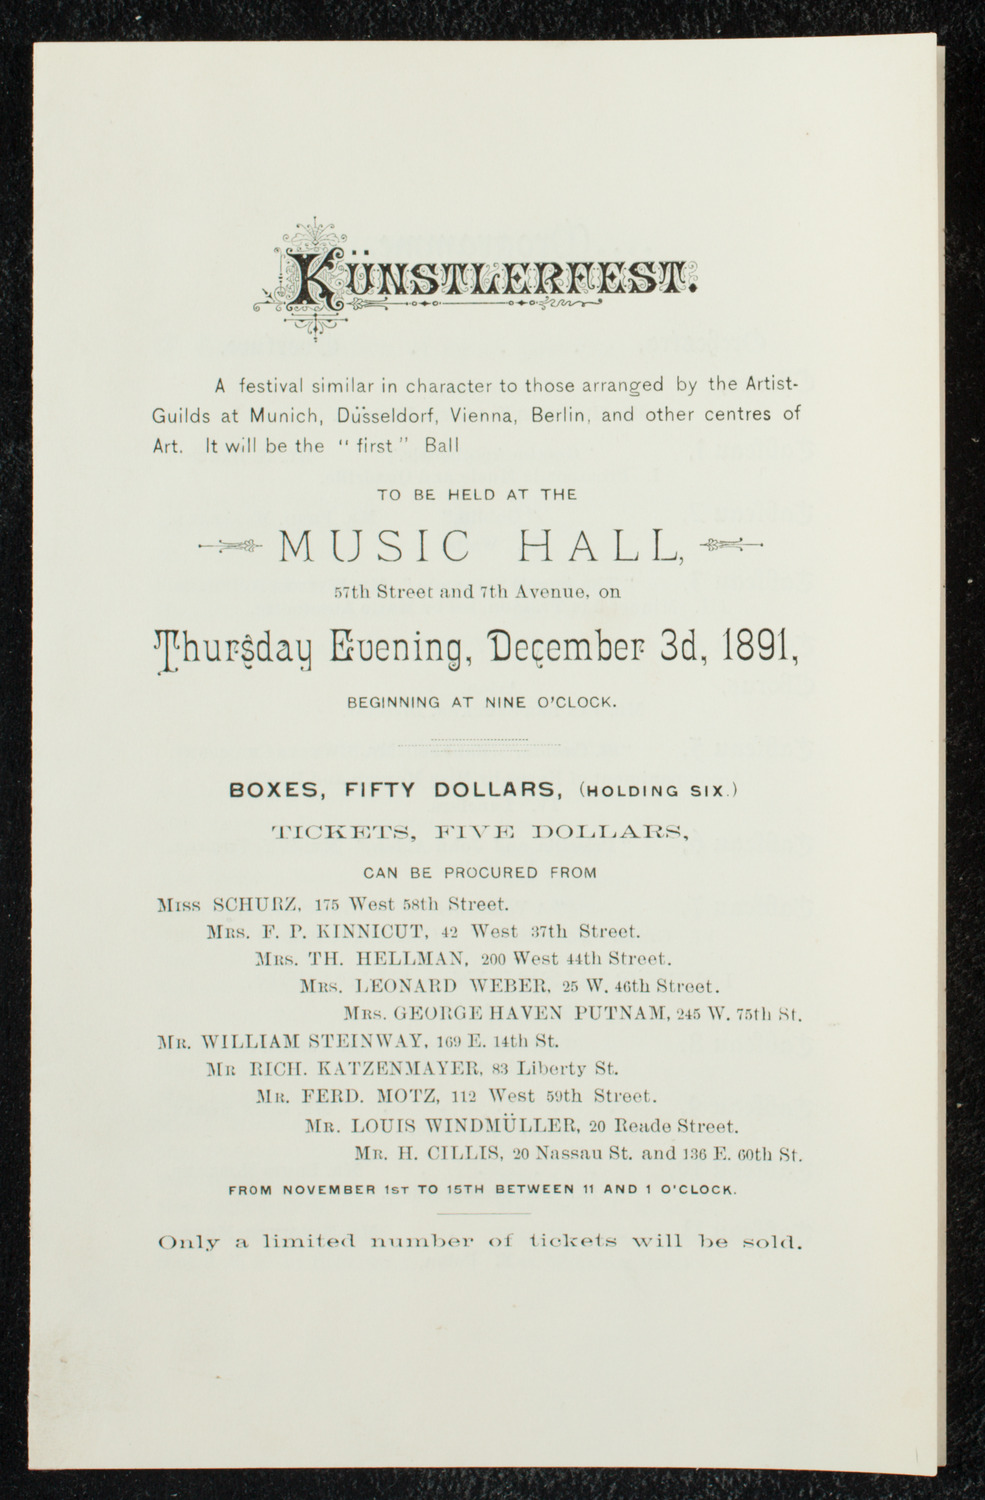 KÜNSTLERFEST.
A festival similar in character to those arranged by the Artist-
Guilds at Munich, Düsseldorf, Vienna, Berlin, and other centres of
Art. It will be the " first " Ball
TO BE HELD AT THE
MUSIC HALL,
57th Street and 7th Avenue, on
Thursday Evening, December 3d, 1891,
BEGINNING AT NINE O'CLOCK.
BOXES, FIFTY DOLLARS, (HOLDING SIX.)
TICKETS, FIVE DOLLARS,
CAN BE PROCURED FROM
Miss SCHURZ, 175 West 58th Street.
Mrs. F. P. KINNICUT, 42 West 37th Street.
Mrs. TH. HELLMAN, 200 West 44th Street.
Mrs. LEONARD WEBER, 25 W. 46th Street.
Mrs. GEORGE HAVEN PUTNAM, 245 W. 75th St.
Mr. WILLIAM STEINWAY, 169 E. 14th St.
Mr RICH. KATZENMAYER, 83 Liberty St.
Mr. FERD. MOTZ, 112 West 59th Street.
Mr. LOUIS WINDMÜLLER, 20 Reade Street.
Mr. H. CILLIS, 20 Nassau St. and 136 E. 60th St.
FROM NOVEMBER 1ST TO 15TH BETWEEN 11 AND 1 O'CLOCK.
Only a limited number of tickets will be sold.